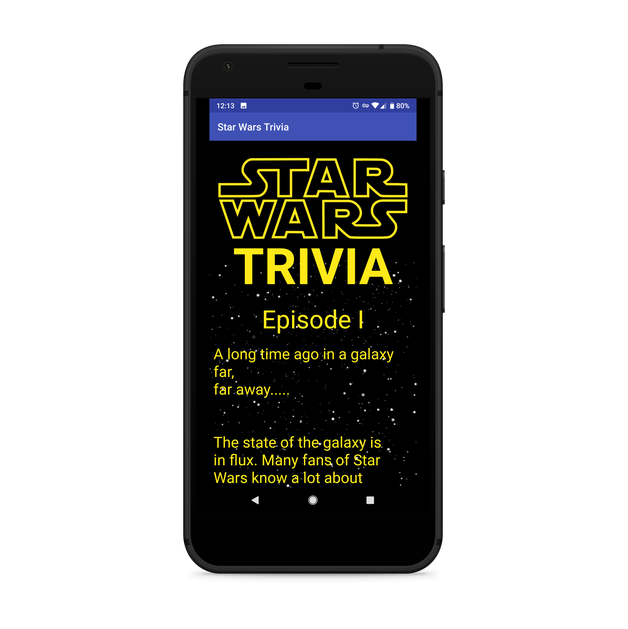 12:13 80%
Star Wars Trivia
STAR
WARS
TRIVIA
Episode I
A long time ago in a galaxy
far,
far away.....
The state of the galaxy is
in flux. Many fans of Star
Wars know a lot about